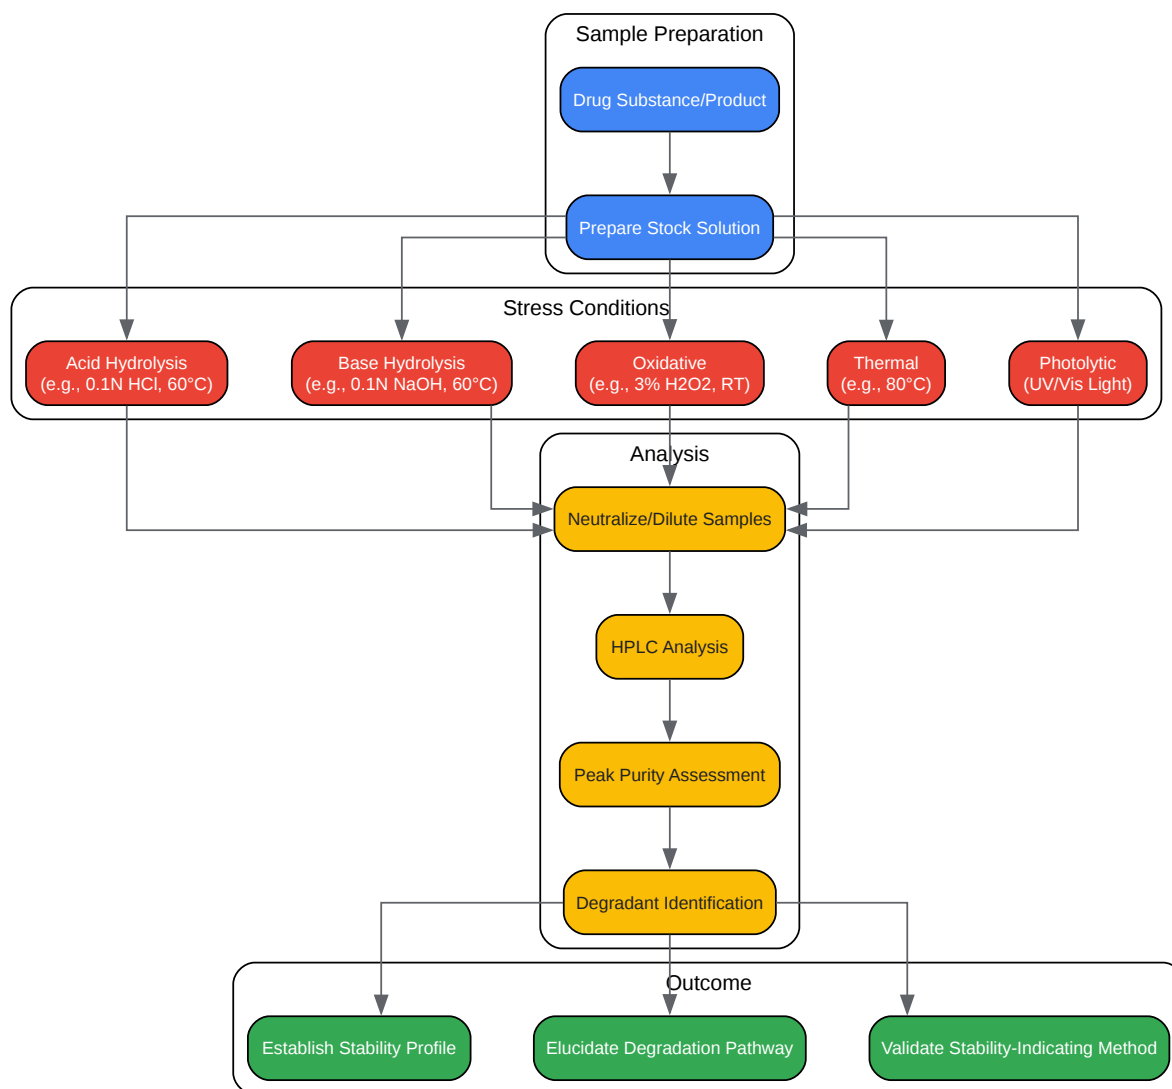 Sample Preparation
Drug Substance/Product
Prepare Stock Solution
Stress Conditions
Acid Hydrolysis
(e.g., 0.1N HCl, 60°C)
Base Hydrolysis
(e.g., 0.1N NaOH, 60°C)
Oxidative
(e.g., 3% H2O2, RT)
Thermal
(e.g., 80°C)
Photolytic
(UV/Vis Light)
Analysis
Neutralize/Dilute Samples
HPLC Analysis
Peak Purity Assessment
Degradant Identification
Outcome
Establish Stability Profile
Elucidate Degradation Pathway
Validate Stability-Indicating Method